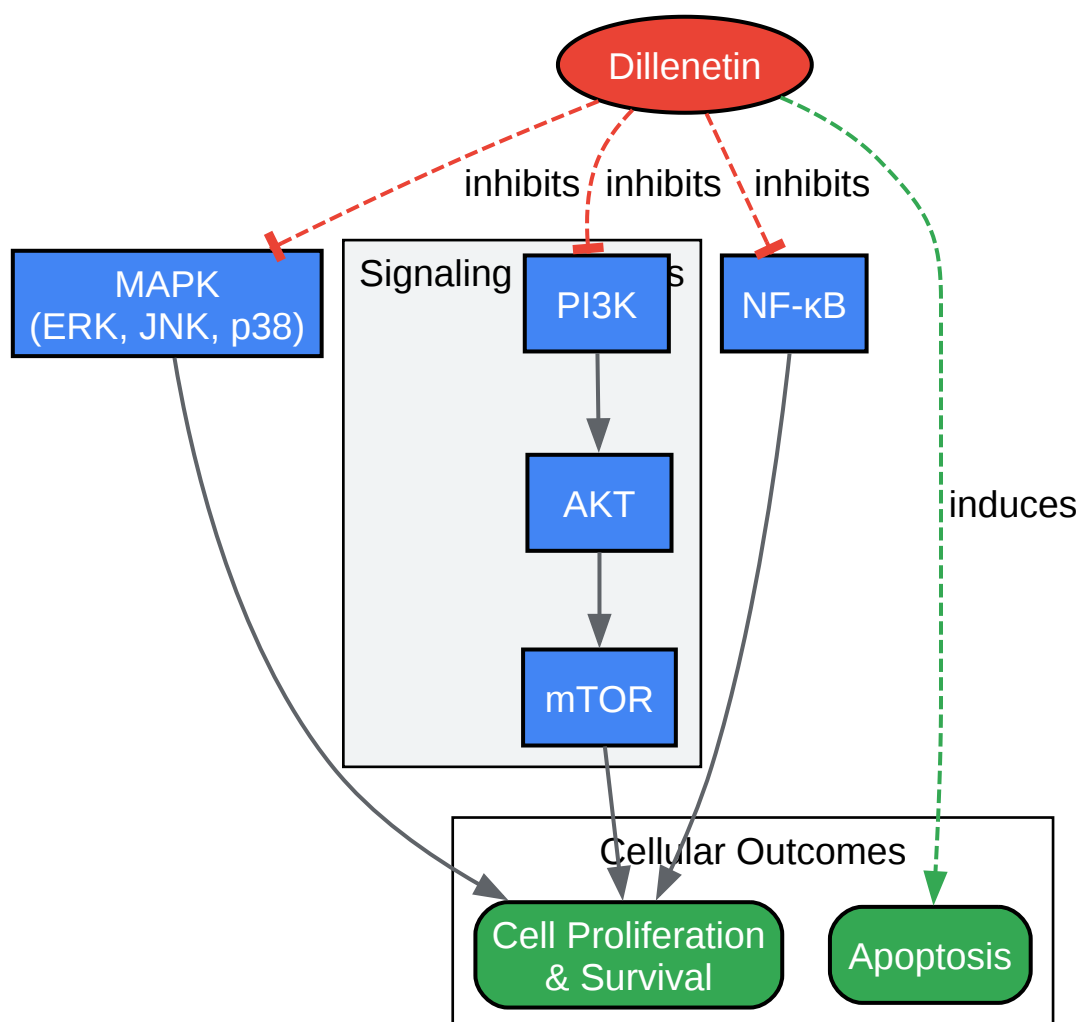 Dillenetin
inhibits inhibits inhibits
MAPK
(ERK, JNK, p38)
Signaling
PI3K
NF-κB
AKT
induces
mTOR
Cellular Outcomes
Cell Proliferation
& Survival
Apoptosis